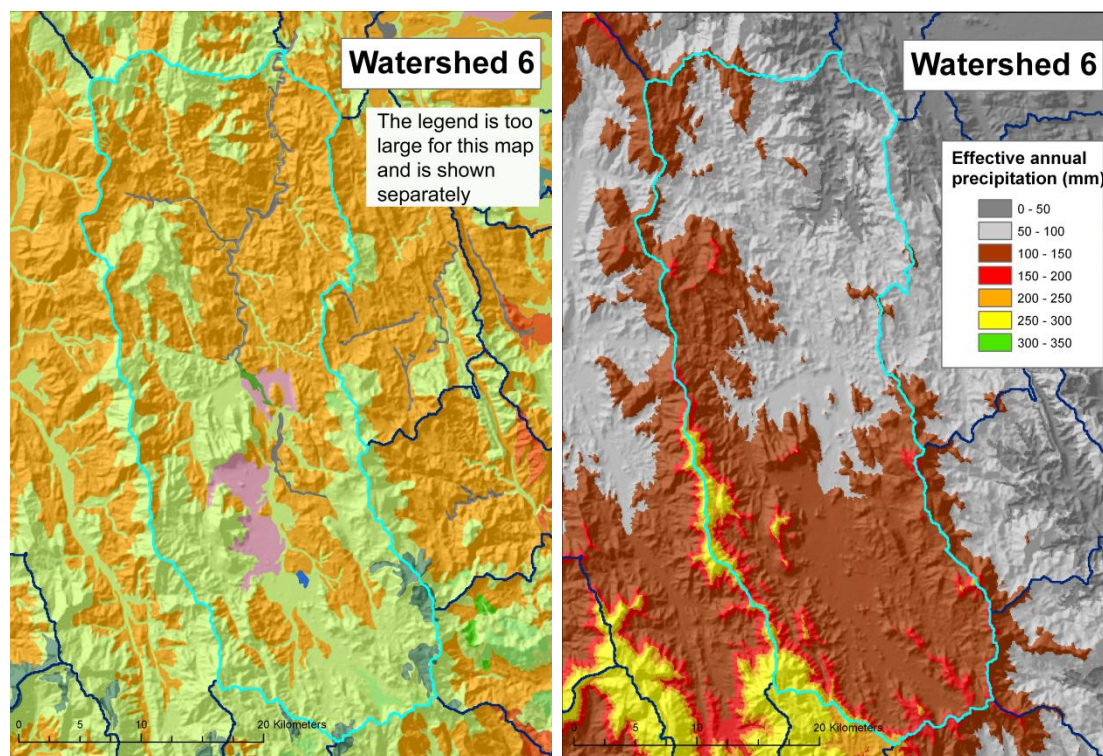 Watershed 6
The legend is too
large for this map
and is shown
separately
0 5 10 20 Kilometers
Watershed 6
Effective annual
precipitation (mm)
0 - 50
50 - 100
100 - 150
150 - 200
200 - 250
250 - 300
300 - 350
0 5 10 20 Kilometers